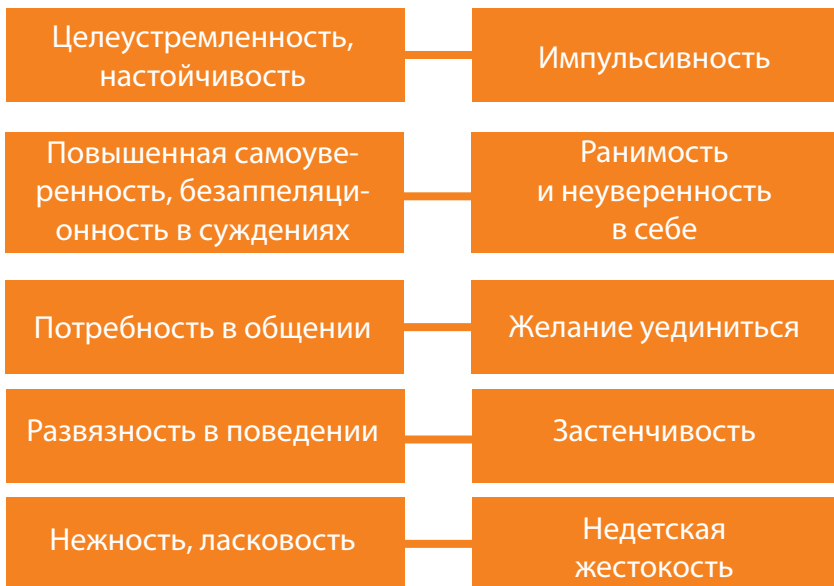 Целеустремленность,
настойчивость
Импульсивность
Повышенная самоуве-
ренность, безаппеляци-
онность в суждениях
Ранимость
и неуверенность
в себе
Потребность в общении
Желание уединиться
Развязность в поведении
Застенчивость
Нежность, ласковость
Недетская
жестокость